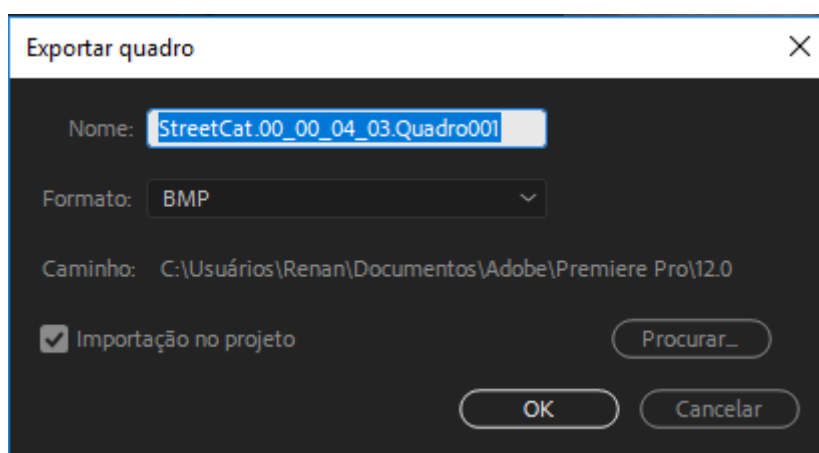 Exportar quadro
Nome: StreetCat.00_00_04_03.Quadro001
Formato: BMP
Caminho: C:\Usuários\Renan\Documentos\Adobe\Premiere Pro\12.0
Importação no projeto Procurar...
OK Cancelar